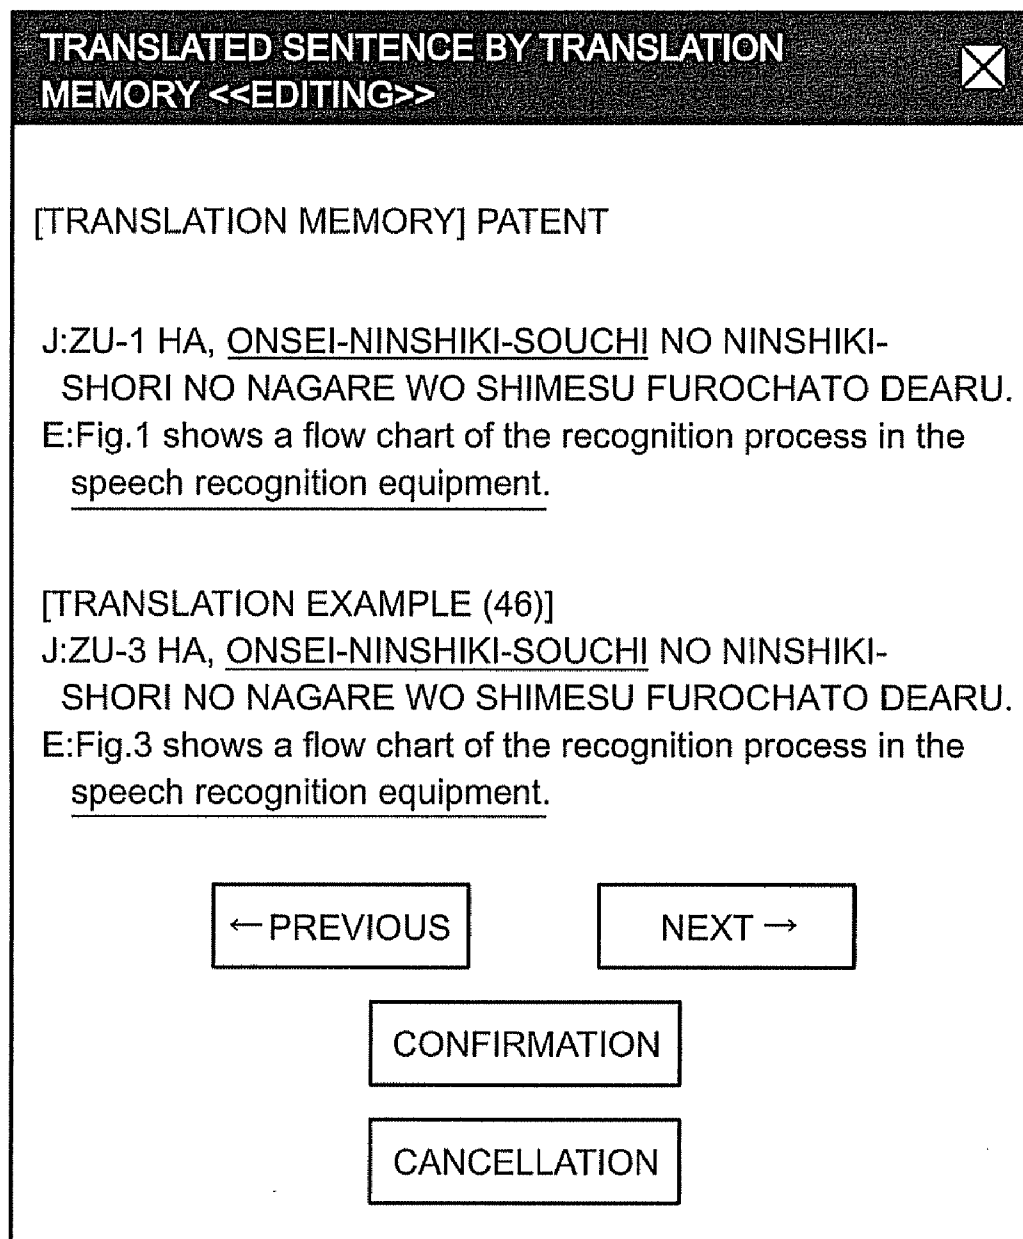 TRANSLATED SENTENCE BY TRANSLATION
MEMORY <<EDITING>>
[TRANSLATION MEMORY] PATENT
J:ZU-1 HA, ONSEI-NINSHIKI-SOUCHI NO NINSHIKI-
SHORI NO NAGARE WO SHIMESU FUROCHATO DEARU.
E:Fig.1 shows a flow chart of the recognition process in the
speech recognition equipment.
[TRANSLATION EXAMPLE (46)]
J:ZU-3 HA, ONSEI-NINSHIKI-SOUCHI NO NINSHIKI-
SHORI NO NAGARE WO SHIMESU FUROCHATO DEARU.
E:Fig.3 shows a flow chart of the recognition process in the
speech recognition equipment.
←PREVIOUS NEXT→
CONFIRMATION
CANCELLATION